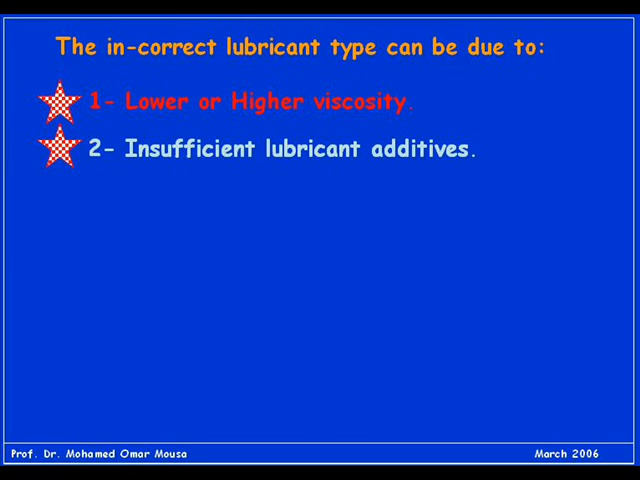 The in-correct lubricant type can be due to:
1- Lower or Higher viscosity.
2- Insufficient lubricant additives.
Prof. Dr. Mohamed Omar Mousa
March 2006